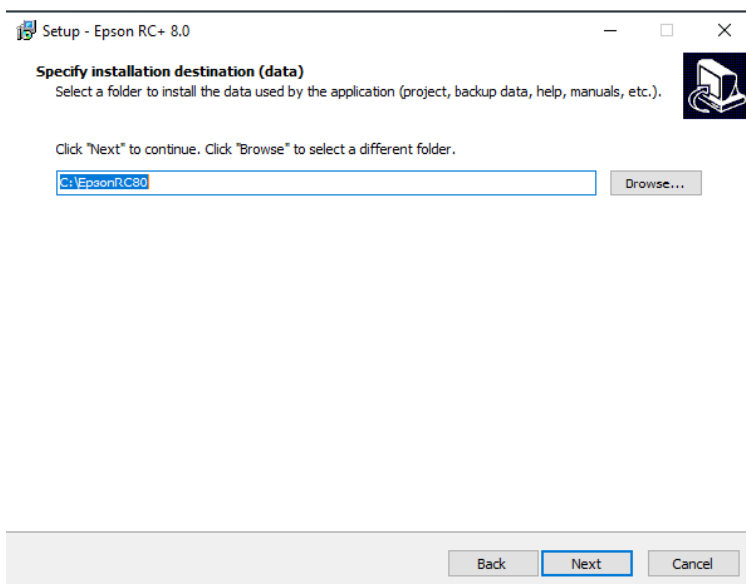 Setup - Epson RC+ 8.0
Specify installation destination (data)
Select a folder to install the data used by the application (project, backup data, help, manuals, etc.).
Click "Next" to continue. Click "Browse" to select a different folder.
C:\EpsonRC80
Browse...
Back
Next
Cancel